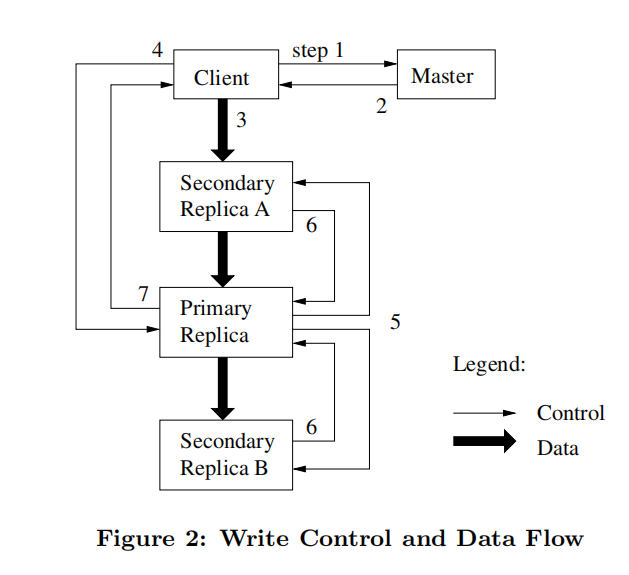 4
step 1
Client
Master
2
3
Secondary
Replica A
6
7
Primary
Replica
5
Legend:
Control
6
Secondary
Replica B
Data
Figure 2: Write Control and Data Flow